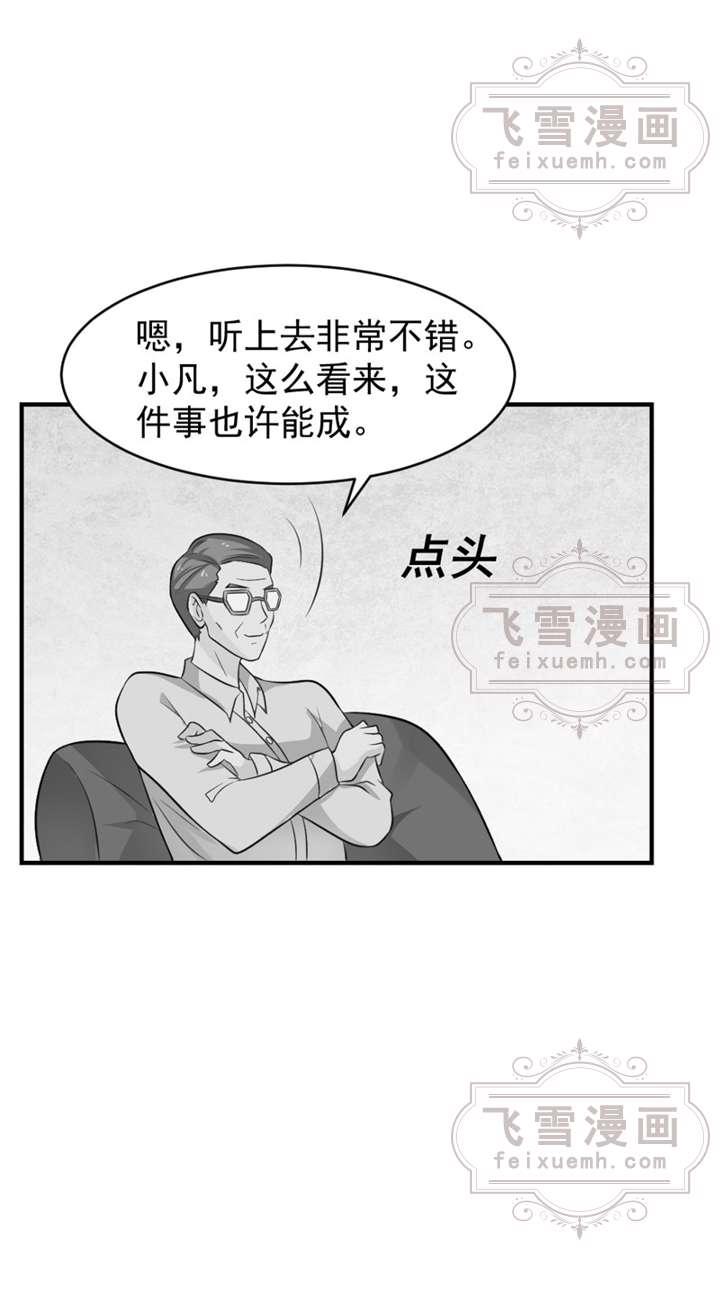 飞雪漫画
feixuemh.com
嗯，听上去非常不错。
小凡，这么看来，这
件事也许能成。
点头
飞雪漫画
feixuemh.com
飞雪漫画
feixuemh.com